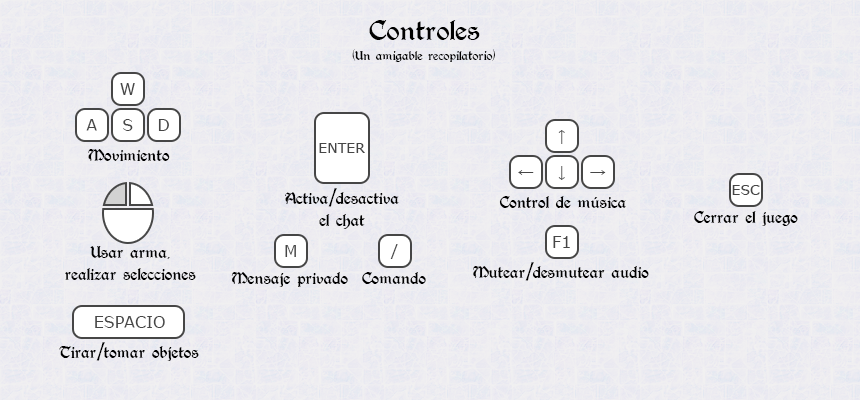 Controles
(Un amigable recopilatorio)
W
A S D
Movimiento
Usar arma,
realizar selecciones
ESPACIO
Tirar/tomar objetos
ENTER
Activa/desactiva
el chat
M
Mensaje privado
/
Comando
↑
← ↓ →
Control de música
F1
Mutear/desmutear audio
ESC
Cerrar el juego